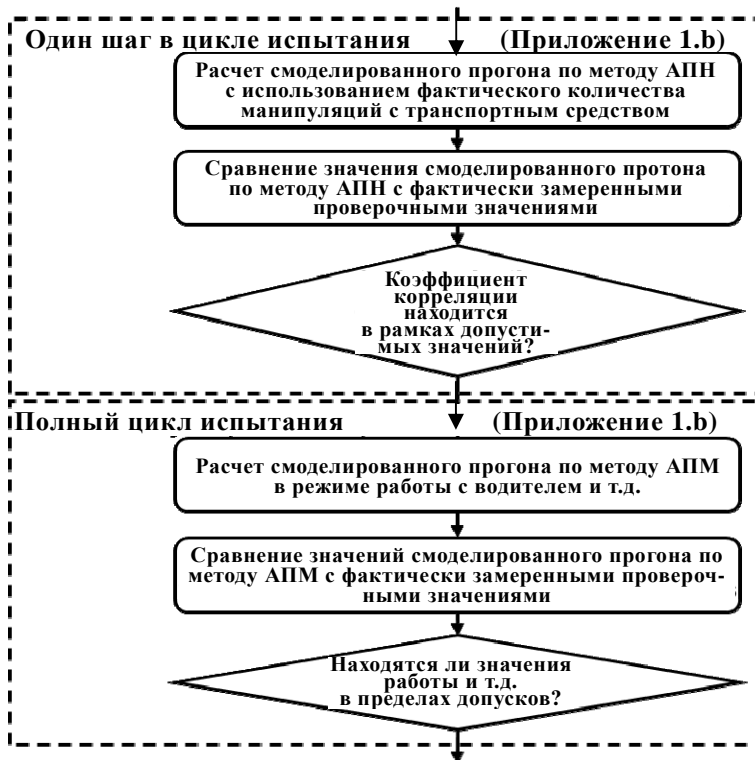 Один шаг в цикле испытания (Приложение 1.b)
Расчет смоделированного прогона по методу АПН
с использованием фактического количества
манипуляций с транспортным средством
Сравнение значения смоделированного протона
по методу АПН с фактически замеренными
проверочными значениями
Коэффициент
корреляции
находится
в рамках допусти-
мых значений?
Полный цикл испытания (Приложение 1.b)
Расчет смоделированного прогона по методу АПМ
в режиме работы с водителем и т.д.
Сравнение значений смоделированного прогона по
методу АПМ с фактически замеренными провероч-
ными значениями
Находятся ли значения
работы и т.д.
в пределах допусков?